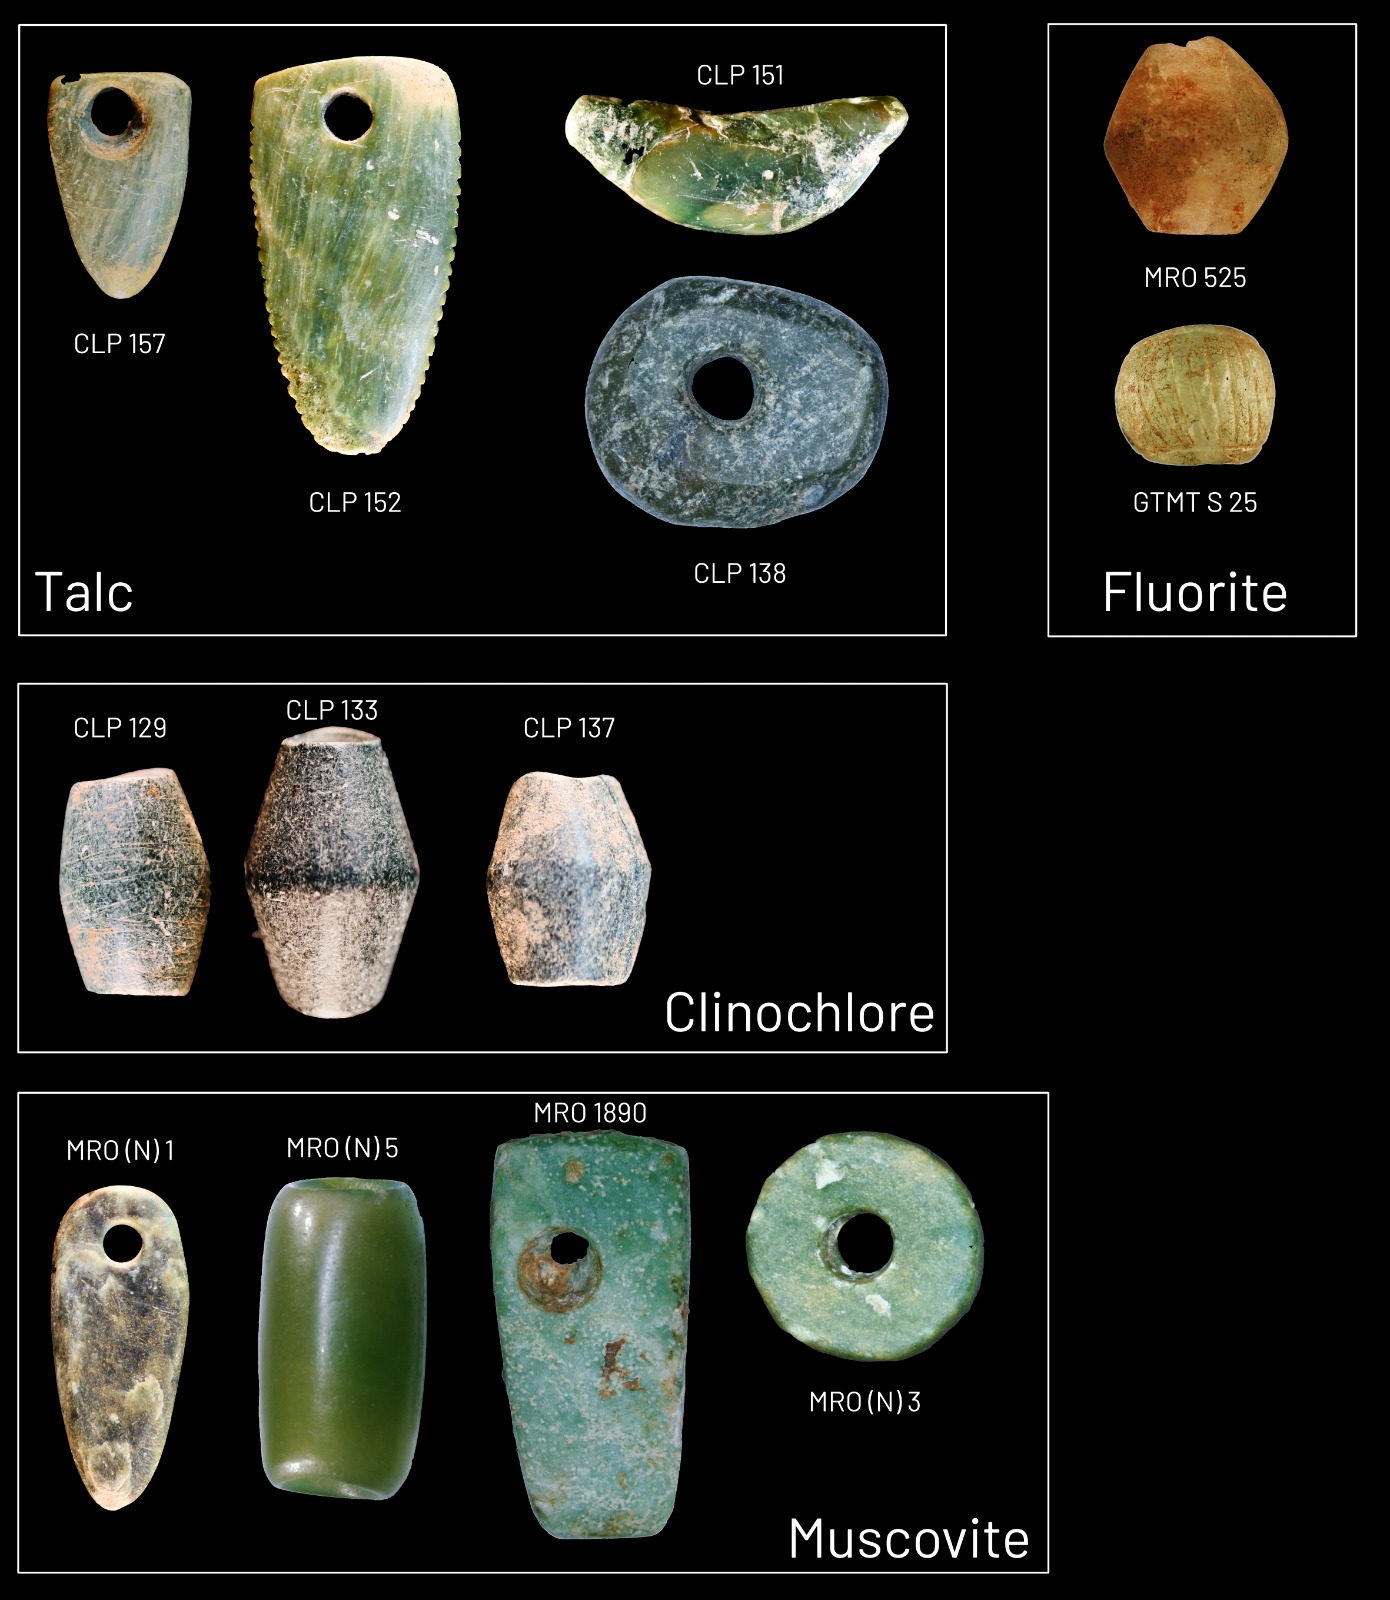 CLP 157
CLP 152
CLP 151
CLP 138
Talc
MRO 525
GTMT S 25
Fluorite
CLP 129
CLP 133
CLP 137
Clinochlore
MRO (N) 1
MRO (N) 5
MRO 1890
MRO (N) 3
Muscovite